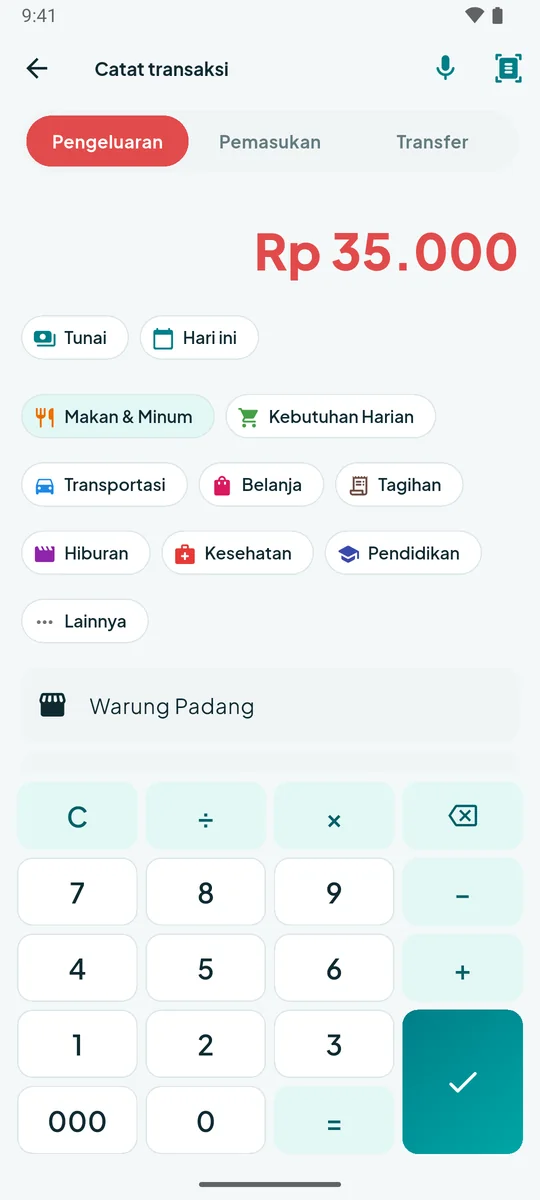 9:41
Catat transaksi
Pengeluaran Pemasukan Transfer
Rp 35.000
Tunai Hari ini
Makan & Minum Kebutuhan Harian
Transportasi Belanja Tagihan
Hiburan Kesehatan Pendidikan
Lainnya
Warung Padang
C ÷ ×
7 8 9 −
4 5 6 +
1 2 3
000 0 =